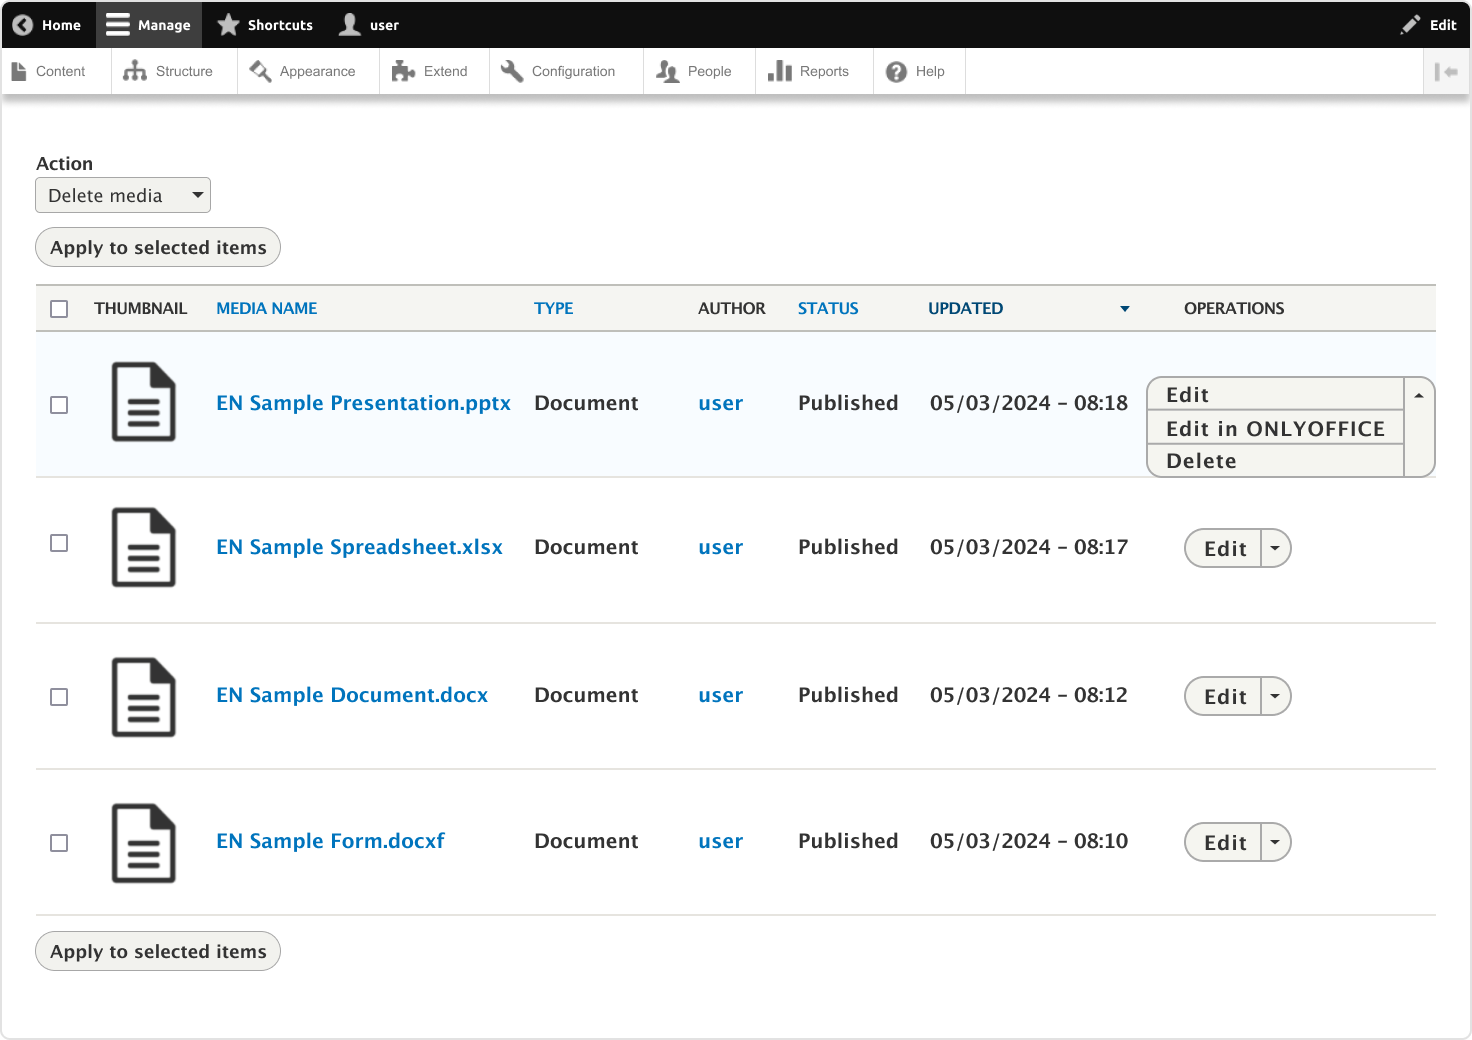 Home Manage Shortcuts user Edit
Content Structure Appearance Extend Configuration People Reports Help
Action
Delete media
Apply to selected items
THUMBNAIL MEDIA NAME TYPE AUTHOR STATUS UPDATED OPERATIONS
EN Sample Presentation.pptx Document user Published 05/03/2024 – 08:18
Edit
Edit in ONLYOFFICE
Delete
EN Sample Spreadsheet.xlsx Document user Published 05/03/2024 – 08:17 Edit
EN Sample Document.docx Document user Published 05/03/2024 – 08:12 Edit
EN Sample Form.docxf Document user Published 05/03/2024 – 08:10 Edit
Apply to selected items